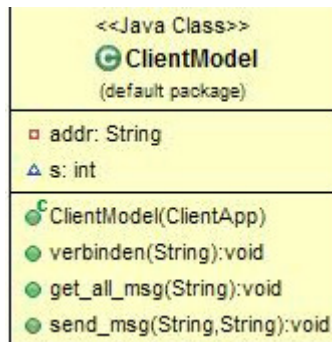 <<Java Class>>
ClientModel
(default package)
addr: String
s: int
ClientModel(ClientApp)
verbinden(String):void
get_all_msg(String):void
send_msg(String,String):void